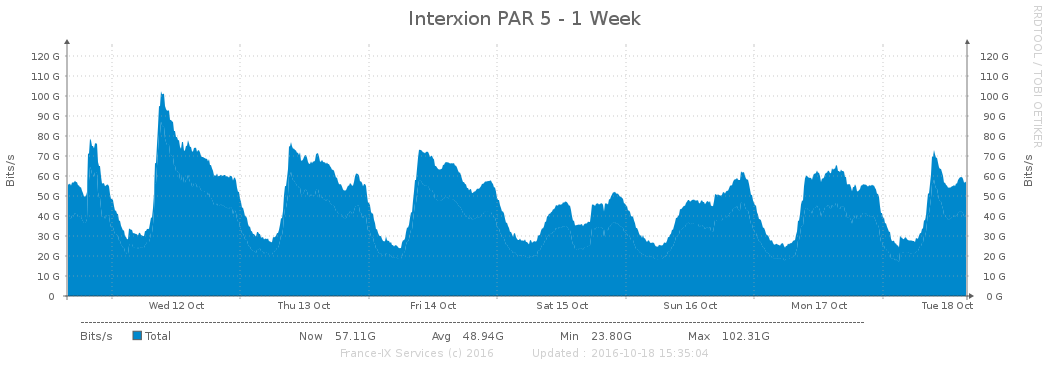 Interxion PAR 5 - 1 Week
RRDTOOL / TOBI OETIKER
Bits/s
120 G 120 G
110 G 110 G
100 G 100 G
90 G 90 G
80 G 80 G
70 G 70 G
60 G 60 G
50 G 50 G
40 G 40 G
30 G 30 G
20 G 20 G
10 G 10 G
0 0 G
Bits/s
Wed 12 Oct Thu 13 Oct Fri 14 Oct Sat 15 Oct Sun 16 Oct Mon 17 Oct Tue 18 Oct
Bits/s Total Now 57.11G Avg 48.94G Min 23.80G Max 102.31G
France-IX Services (c) 2016 Updated : 2016-10-18 15:35:04